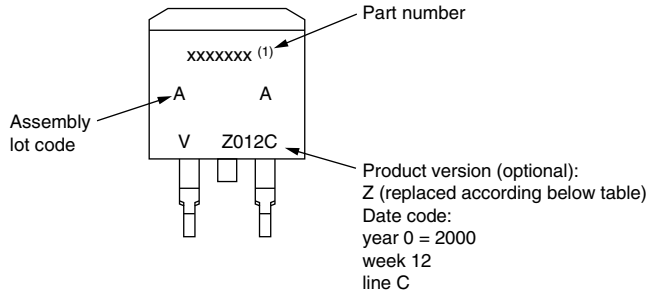 Part number
xxxxxxx (1)
A A
Assembly
lot code
V Z012C
Product version (optional):
Z (replaced according below table)
Date code:
year 0 = 2000
week 12
line C